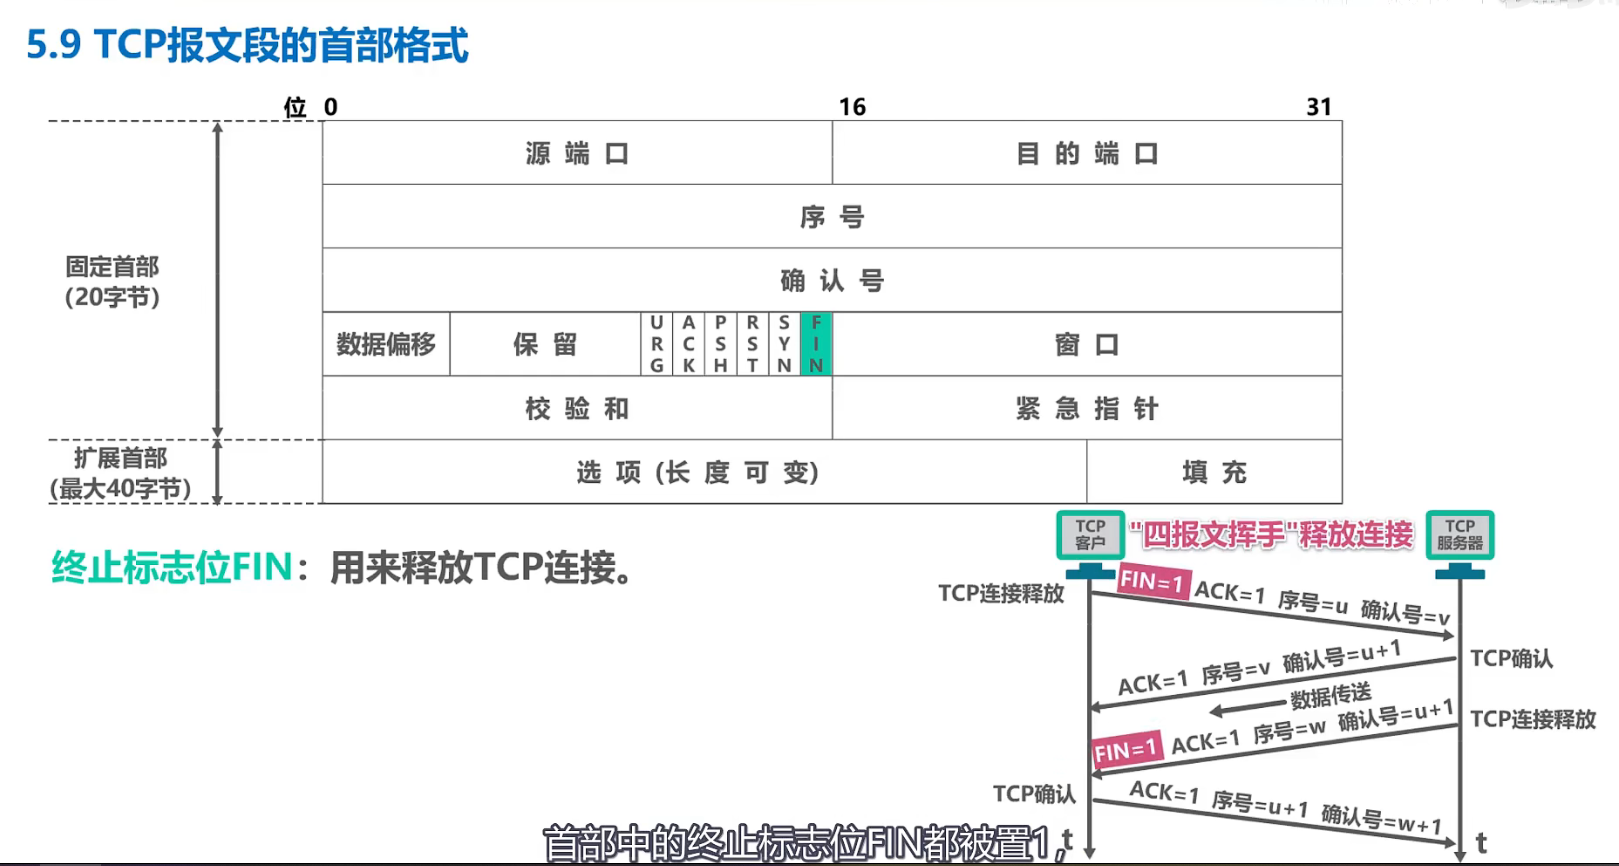 5.9 TCP报文段的首部格式
位 0 16 31
源端口 目的端口
序号
确认号
固定首部
(20字节)
数据偏移 保留 URG ACK PSH RST SYN FIN 窗口
校验和 紧急指针
扩展首部
(最大40字节)
选项 (长度可变) 填充
终止标志位FIN：用来释放TCP连接。
TCP
客户
"四报文挥手"释放连接
TCP
服务器
TCP连接释放
FIN=1 ACK=1 序号=u 确认号=v
TCP确认
ACK=1 序号=v 确认号=u+1
数据传送
TCP连接释放
FIN=1 ACK=1 序号=w 确认号=u+1
TCP确认
ACK=1 序号=u+1 确认号=w+1
t t
首部中的终止标志位FIN都被置1,